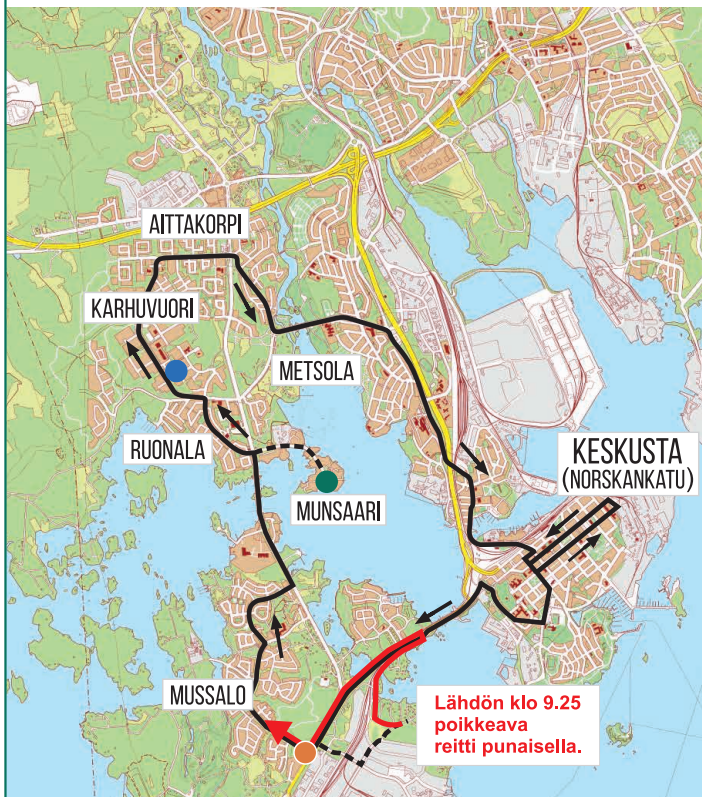 AITTAKORPI
KARHUVUORI
METSOLA
RUONALA
KESKUSTA
(NORSKANKATU)
MUNSAARI
MUSSALO
Lähdön klo 9.25
poikkeava
reitti punaisella.